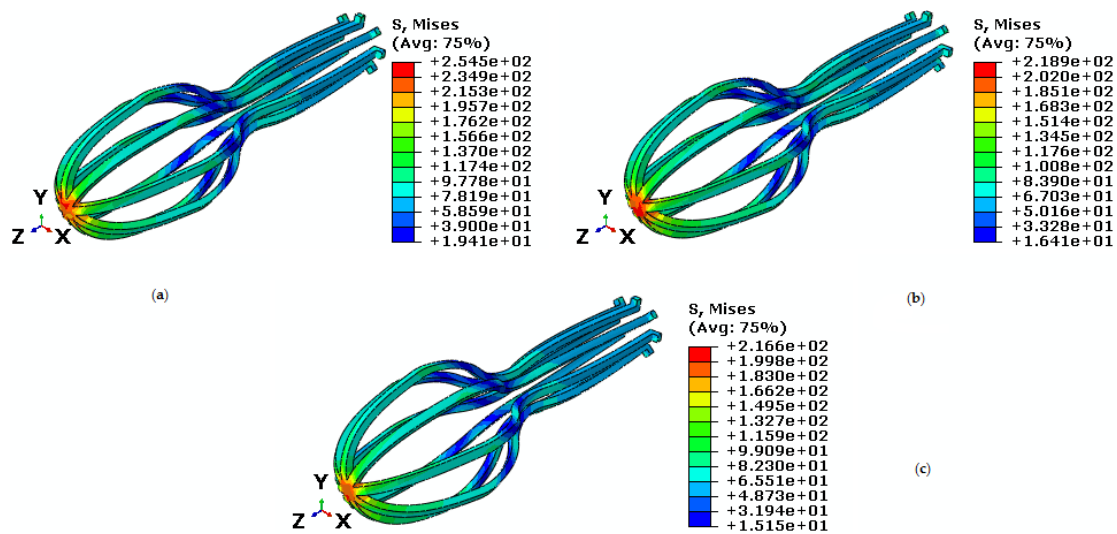 S, Mises
(Avg: 75%)
+2.545e+02
+2.349e+02
+2.153e+02
+1.957e+02
+1.762e+02
+1.566e+02
+1.370e+02
+1.174e+02
+9.778e+01
+7.819e+01
+5.859e+01
+3.900e+01
+1.941e+01
Y
Z X
(a)
S, Mises
(Avg: 75%)
+2.189e+02
+2.020e+02
+1.851e+02
+1.683e+02
+1.514e+02
+1.345e+02
+1.176e+02
+1.008e+02
+8.390e+01
+6.703e+01
+5.016e+01
+3.328e+01
+1.641e+01
Y
Z X
(b)
S, Mises
(Avg: 75%)
+2.166e+02
+1.998e+02
+1.830e+02
+1.662e+02
+1.495e+02
+1.327e+02
+1.159e+02
+9.909e+01
+8.230e+01
+6.551e+01
+4.873e+01
+3.194e+01
+1.515e+01
Y
Z X
(c)